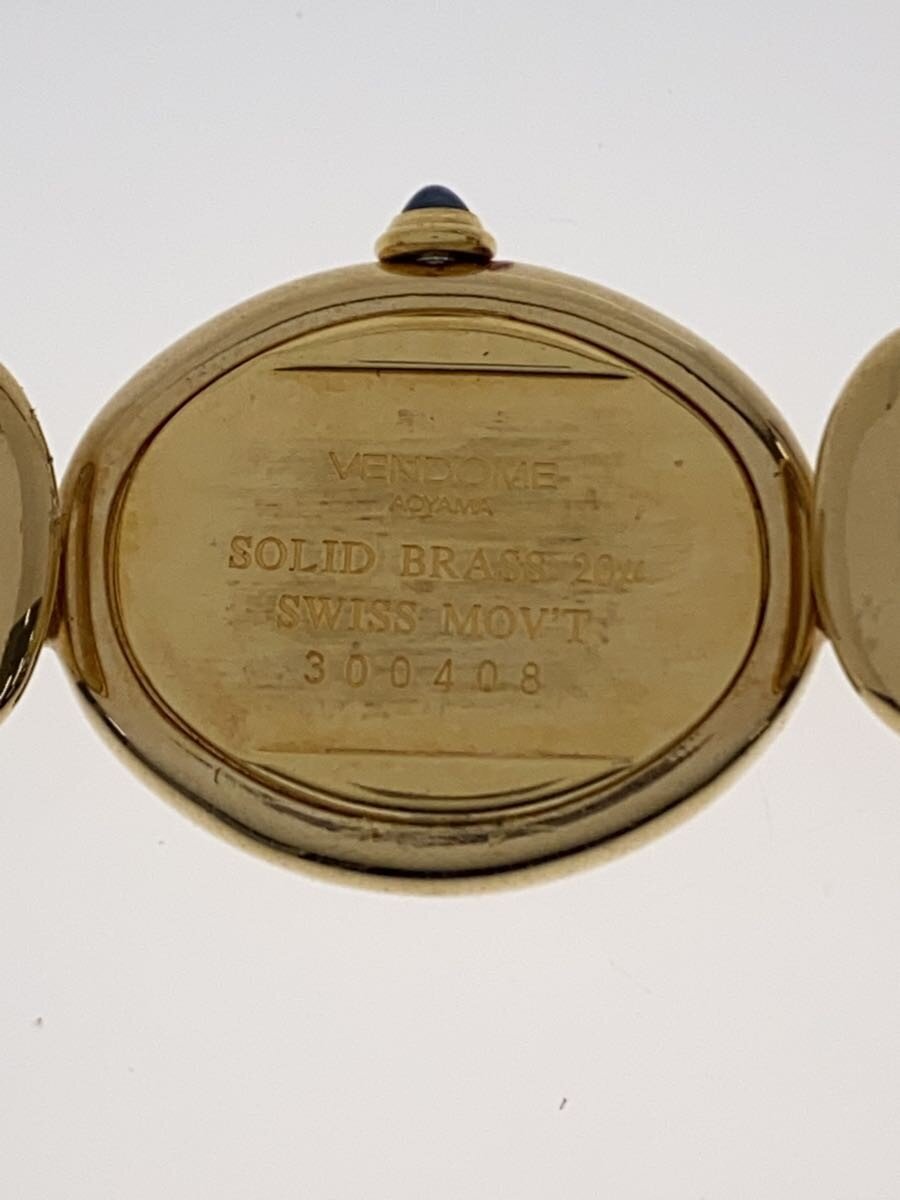 VENDOME
AOYAMA
SOLID BRASS 20μ
SWISS MOV'T
300408